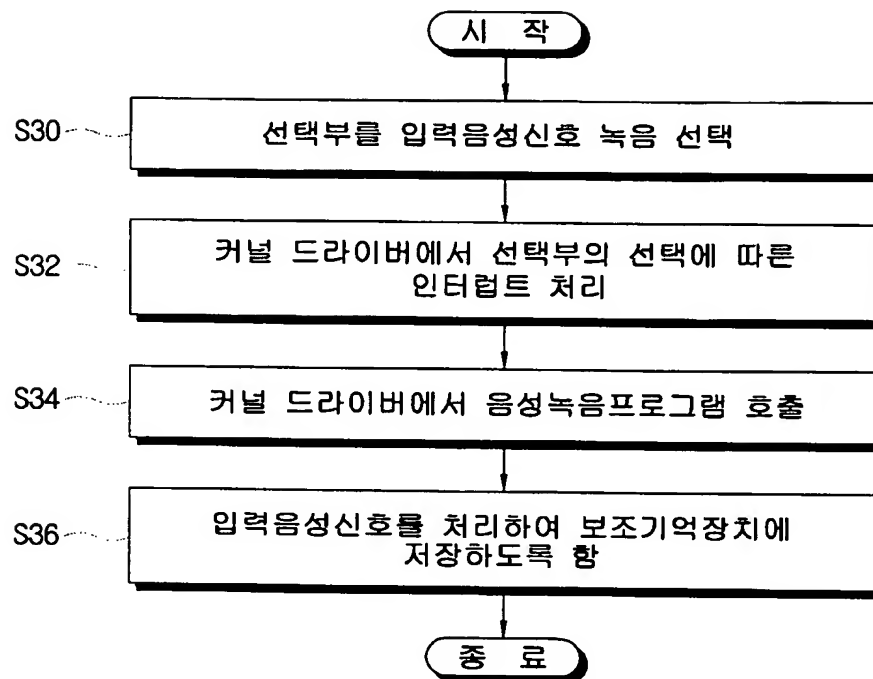 시 작
S30
선택부를 입력음성신호 녹음 선택
S32
커널 드라이버에서 선택부의 선택에 따른
인터럽트 처리
S34
커널 드라이버에서 음성녹음프로그램 호출
S36
입력음성신호를 처리하여 보조기억장치에
저장하도록 함
종 료